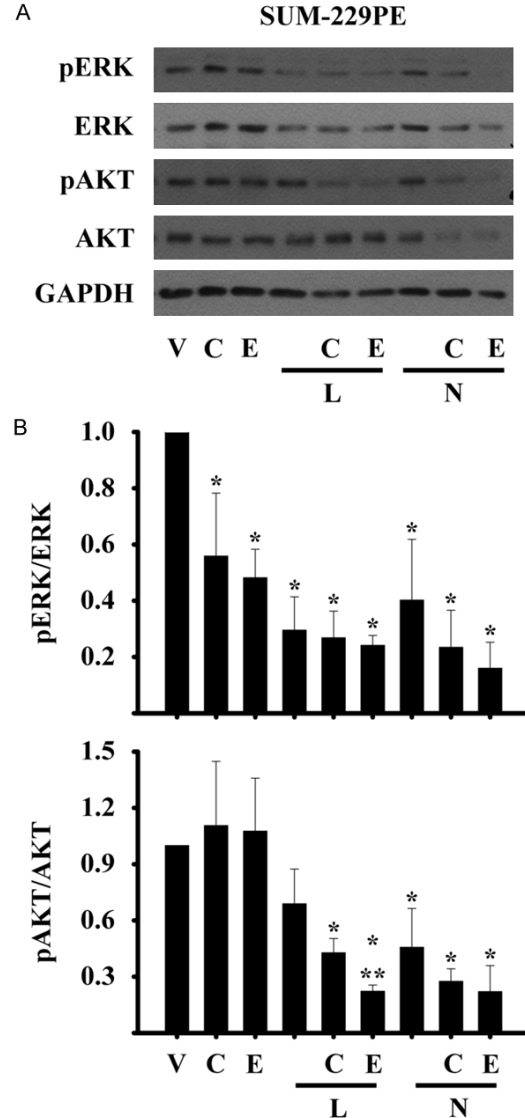 A
SUM-229PE
pERK
ERK
pAKT
AKT
GAPDH
V C E C E C E
L N
B
pERK/ERK
1.0
0.8
0.6
0.4
0.2
* * * * * * * *
pAKT/AKT
1.5
1.2
0.9
0.6
0.3
* * ** * * *
V C E C E C E
L N